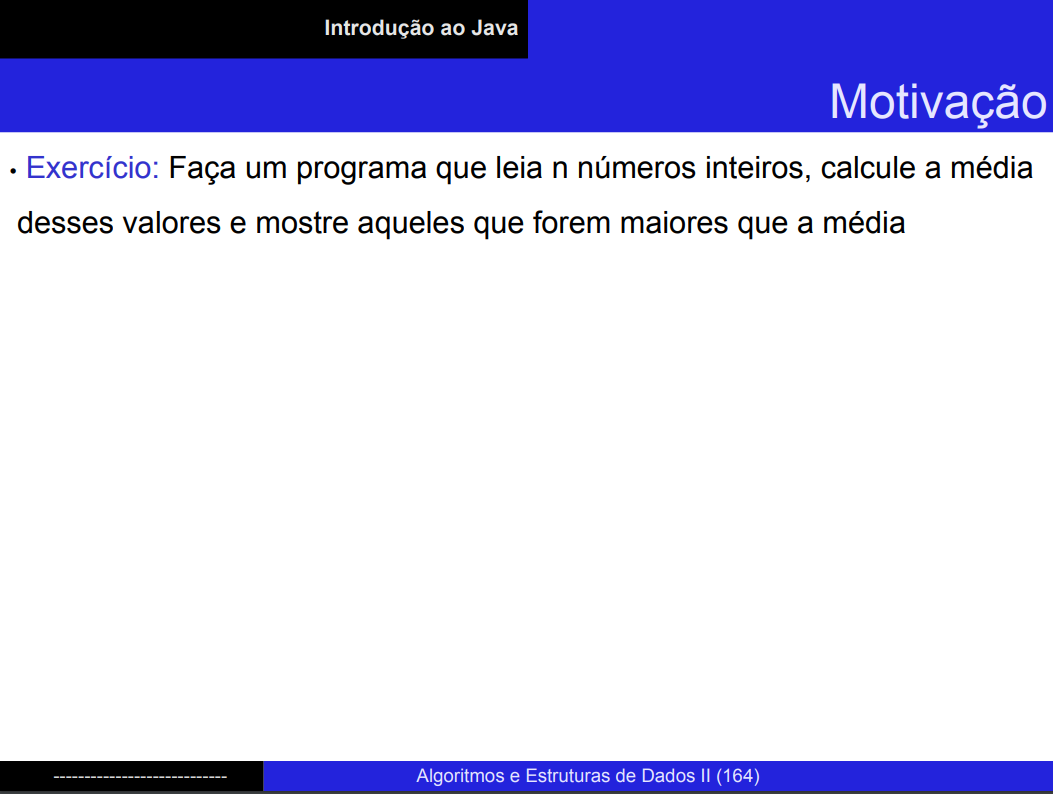 Introdução ao Java
Motivação
• Exercício: Faça um programa que leia n números inteiros, calcule a média
desses valores e mostre aqueles que forem maiores que a média
----------------------------
Algoritmos e Estruturas de Dados II (164)